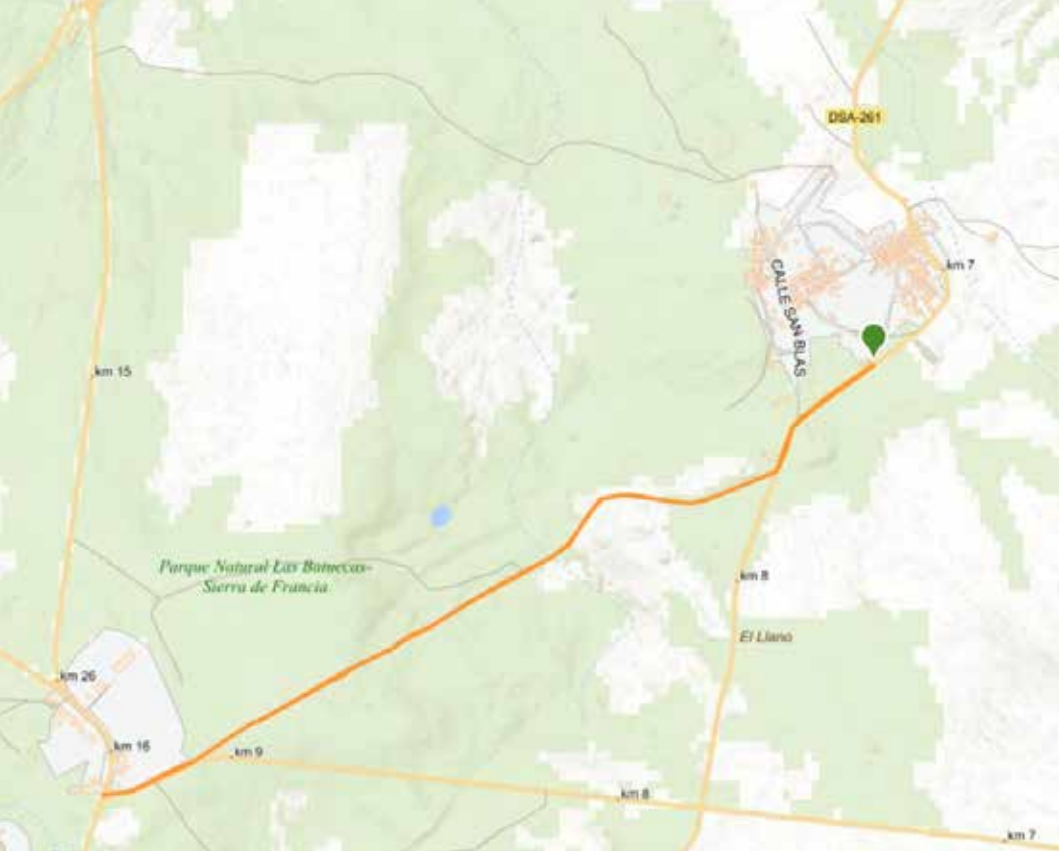 DSA-261
km 7
CALLE SAN BLAS
km 15
Parque Natural Las Batuecas-
Sierra de Francia
km 8
El Llano
km 26
km 16
km 9
km 8
km 7